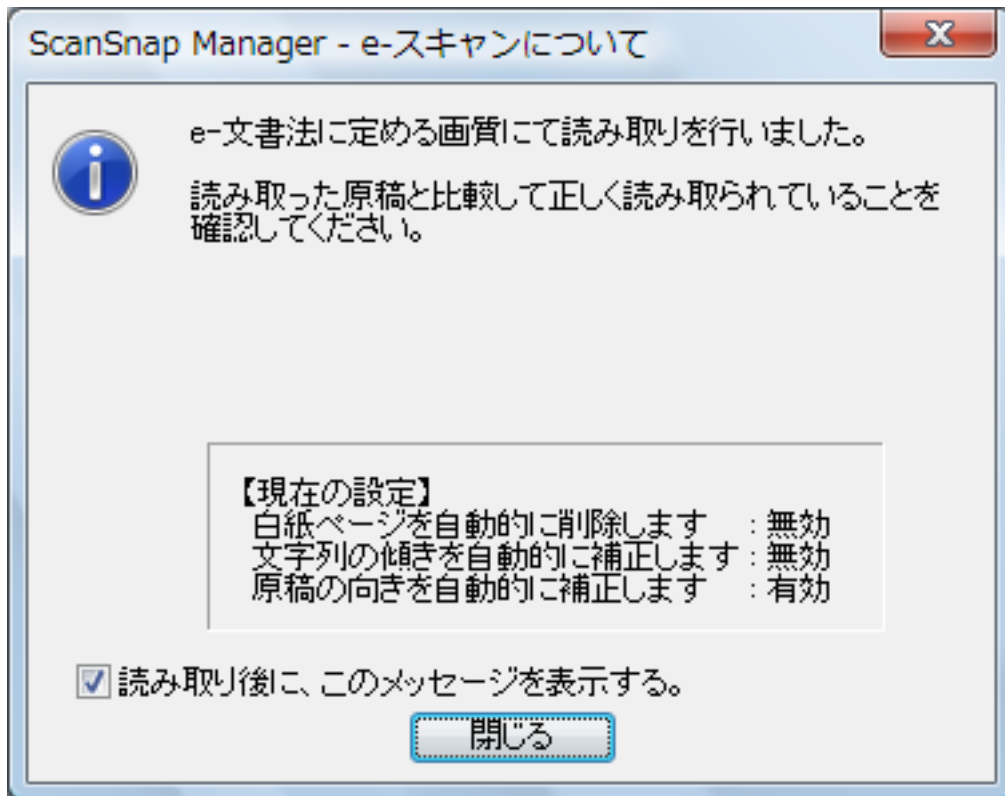 ScanSnap Manager - e-スキャンについて
e-文書法に定める画質にて読み取りを行いました。
読み取った原稿と比較して正しく読み取られていることを
確認してください。
【現在の設定】
白紙ページを自動的に削除します　：無効
文字列の傾きを自動的に補正します：無効
原稿の向きを自動的に補正します　：有効
読み取り後に、このメッセージを表示する。
閉じる